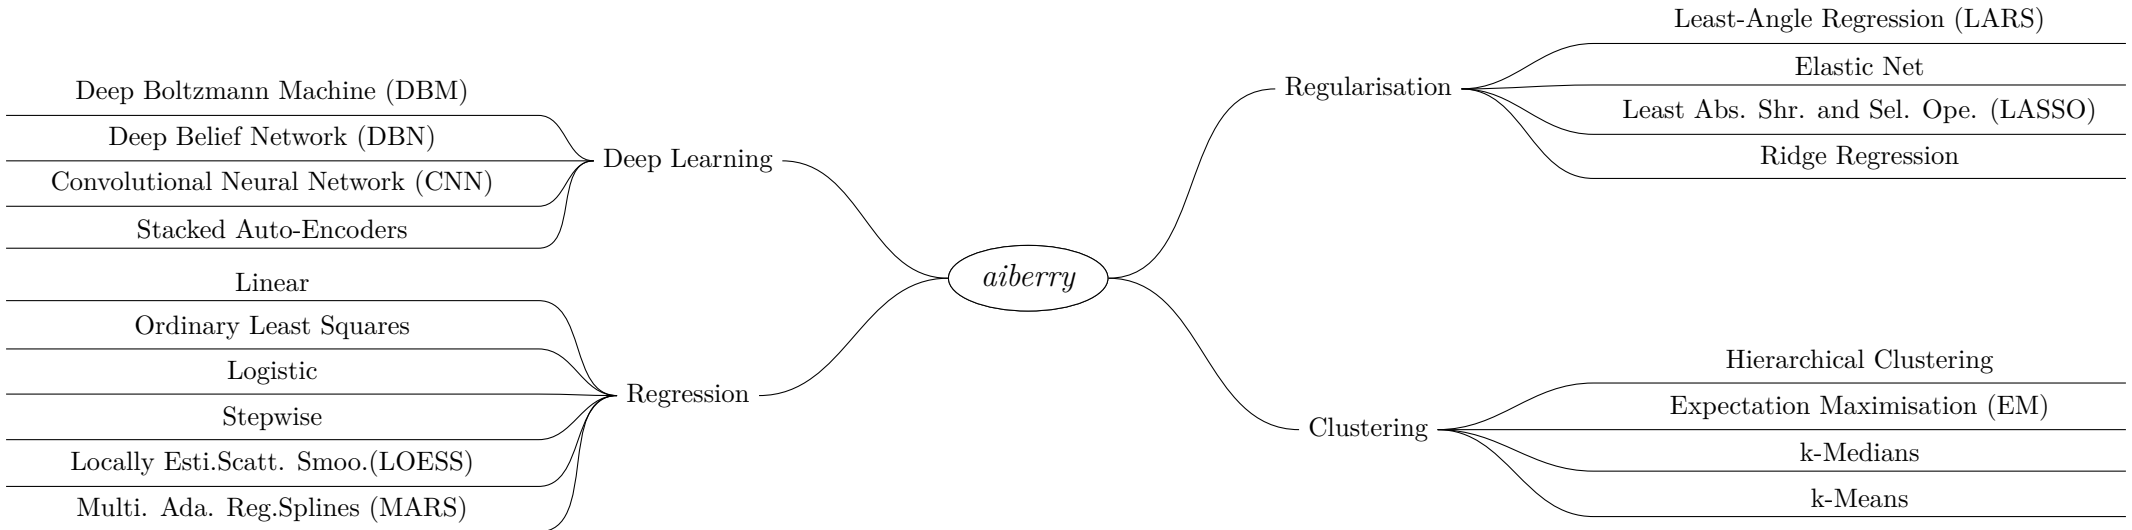 Deep Boltzmann Machine (DBM)
Deep Belief Network (DBN)
Convolutional Neural Network (CNN)
Stacked Auto-Encoders
Deep Learning
Linear
Ordinary Least Squares
Logistic
Stepwise
Locally Esti.Scatt. Smoo.(LOESS)
Multi. Ada. Reg.Splines (MARS)
Regression
aiberry
Regularisation
Least-Angle Regression (LARS)
Elastic Net
Least Abs. Shr. and Sel. Ope. (LASSO)
Ridge Regression
Clustering
Hierarchical Clustering
Expectation Maximisation (EM)
k-Medians
k-Means